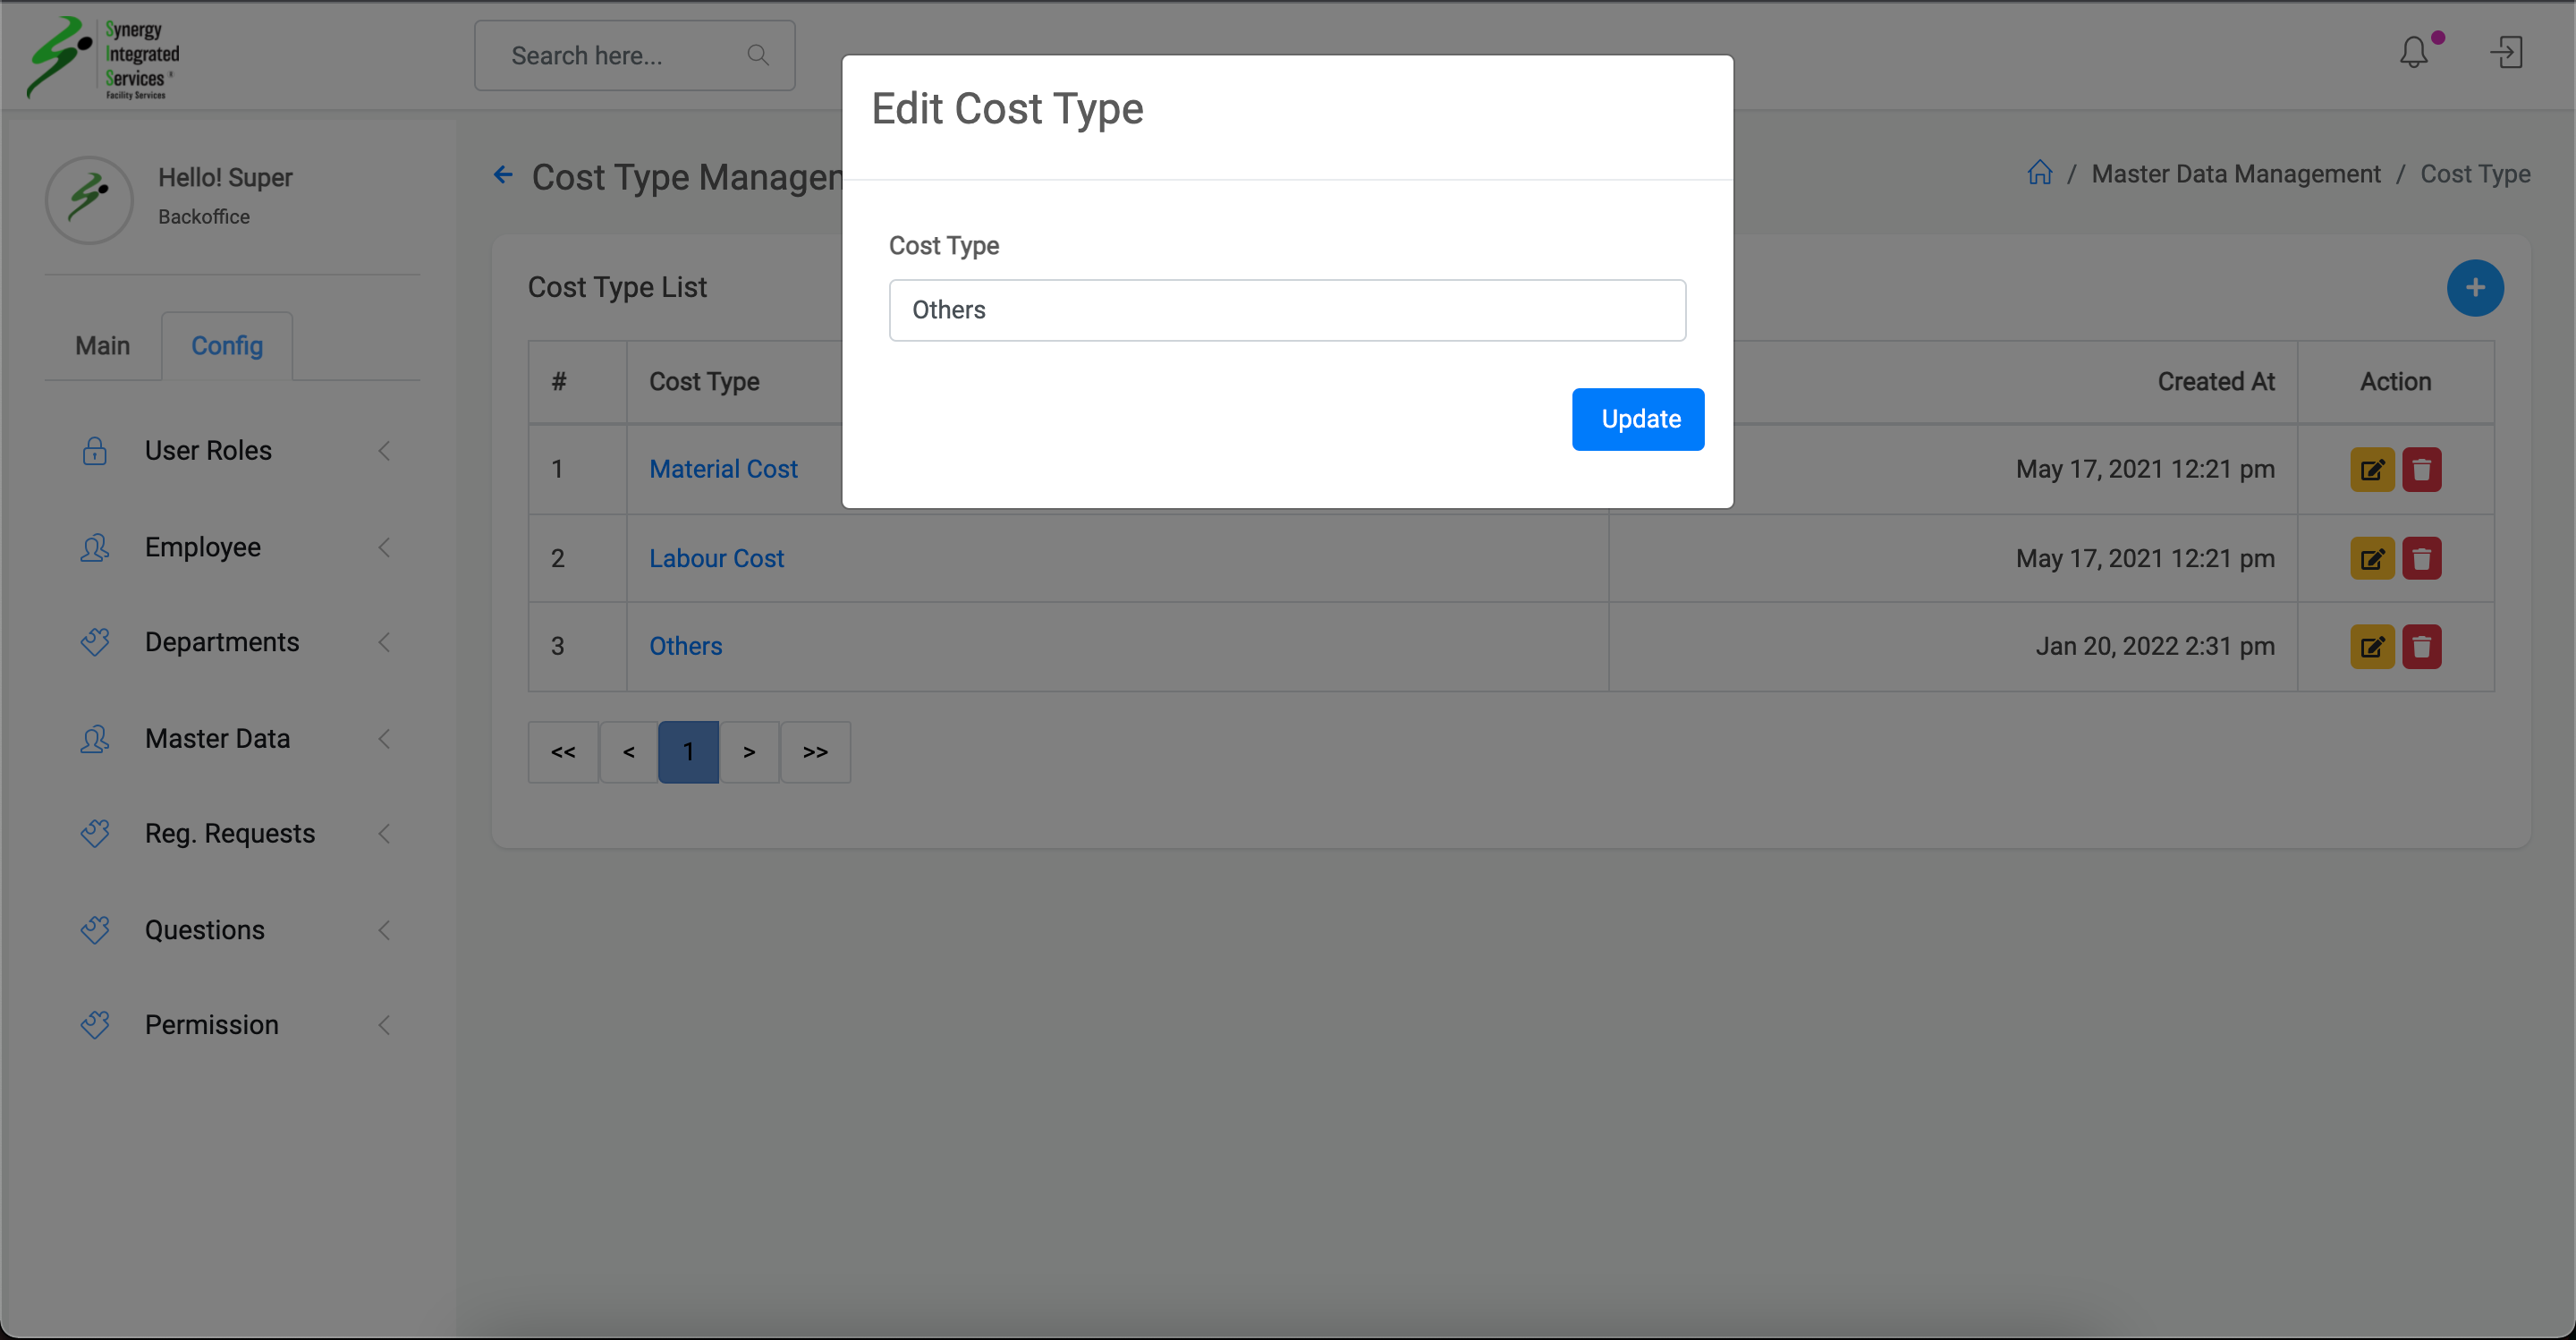 Synergy
Integrated
Services
Facility Services
Search here...
Edit Cost Type
Hello! Super
Backoffice
Cost Type Managem
/ Master Data Management / Cost Type
Cost Type
Others
Update
Main
Config
User Roles
Employee
Departments
Master Data
Reg. Requests
Questions
Permission
Cost Type List
+
# Cost Type Created At Action
1 Material Cost May 17, 2021 12:21 pm
2 Labour Cost May 17, 2021 12:21 pm
3 Others Jan 20, 2022 2:31 pm
<< < 1 > >>